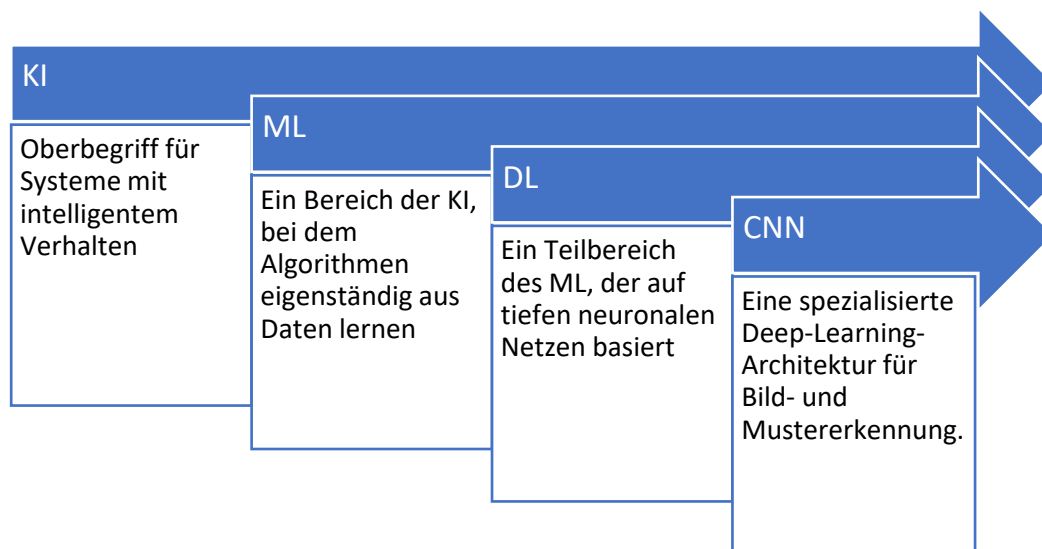 KI
Oberbegriff für
Systeme mit
intelligentem
Verhalten
ML
Ein Bereich der KI,
bei dem
Algorithmen
eigenständig aus
Daten lernen
DL
Ein Teilbereich
des ML, der auf
tiefen neuronalen
Netzen basiert
CNN
Eine spezialisierte
Deep-Learning-
Architektur für
Bild- und
Mustererkennung.